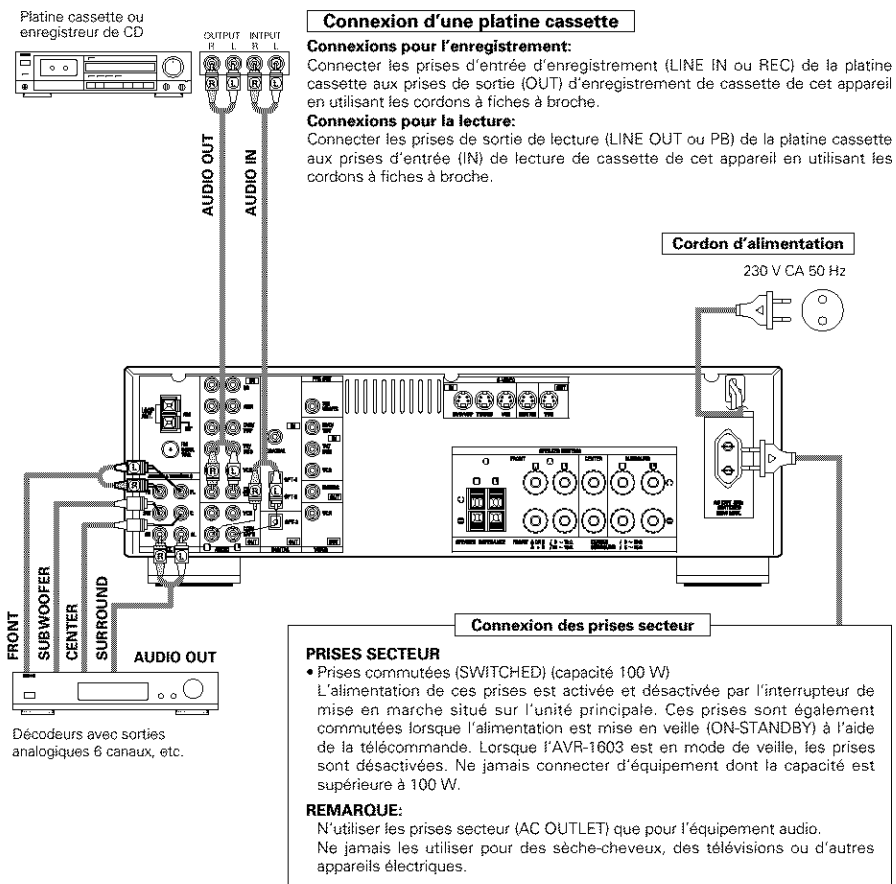 Platine cassette ou
enregistreur de CD
OUTPUT INTPUT
R L R L
R L R L
AUDIO OUT
AUDIO IN
Connexion d'une platine cassette
Connexions pour l'enregistrement:
Connecter les prises d'entrée d'enregistrement (LINE IN ou REC) de la platine
cassette aux prises de sortie (OUT) d'enregistrement de cassette de cet appareil
en utilisant les cordons à fiches à broche.
Connexions pour la lecture:
Connecter les prises de sortie de lecture (LINE OUT ou PB) de la platine cassette
aux prises d'entrée (IN) de lecture de cassette de cet appareil en utilisant les
cordons à fiches à broche.
Cordon d'alimentation
230 V CA 50 Hz
FRONT
CENTER
SURROUND
L
R
R L
R L
R L
AUDIO
DIGITAL
FRONT
SUBWOOFER
CENTER
SURROUND
AUDIO OUT
Décodeurs avec sorties
analogiques 6 canaux, etc.
Connexion des prises secteur
PRISES SECTEUR
• Prises commutées (SWITCHED) (capacité 100 W)
L'alimentation de ces prises est activée et désactivée par l'interrupteur de
mise en marche situé sur l'unité principale. Ces prises sont également
commutées lorsque l'alimentation est mise en veille (ON-STANDBY) à l'aide
de la télécommande. Lorsque l'AVR-1603 est en mode de veille, les prises
sont désactivées. Ne jamais connecter d'équipement dont la capacité est
supérieure à 100 W.
REMARQUE:
N'utiliser les prises secteur (AC OUTLET) que pour l'équipement audio.
Ne jamais les utiliser pour des sèche-cheveux, des télévisions ou d'autres
appareils électriques.